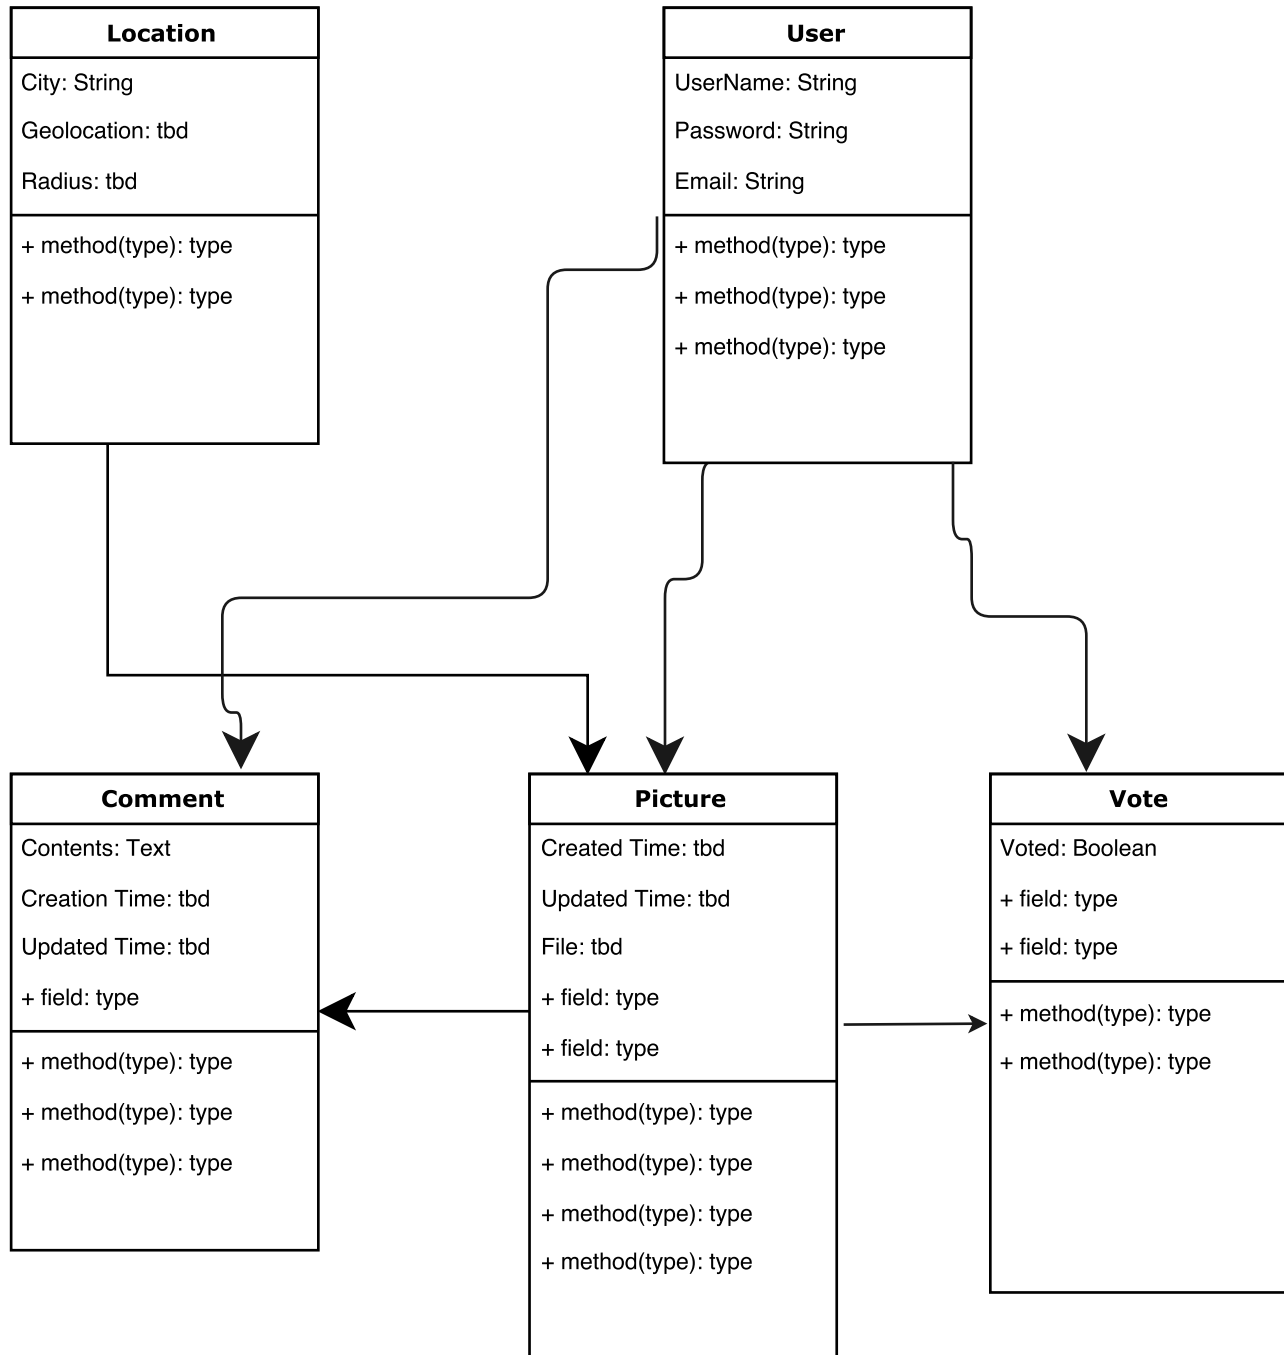 Location
City: String
Geolocation: tbd
Radius: tbd
+ method(type): type
+ method(type): type
User
UserName: String
Password: String
Email: String
+ method(type): type
+ method(type): type
+ method(type): type
Comment
Contents: Text
Creation Time: tbd
Updated Time: tbd
+ field: type
+ method(type): type
+ method(type): type
+ method(type): type
Picture
Created Time: tbd
Updated Time: tbd
File: tbd
+ field: type
+ field: type
+ method(type): type
+ method(type): type
+ method(type): type
+ method(type): type
Vote
Voted: Boolean
+ field: type
+ field: type
+ method(type): type
+ method(type): type